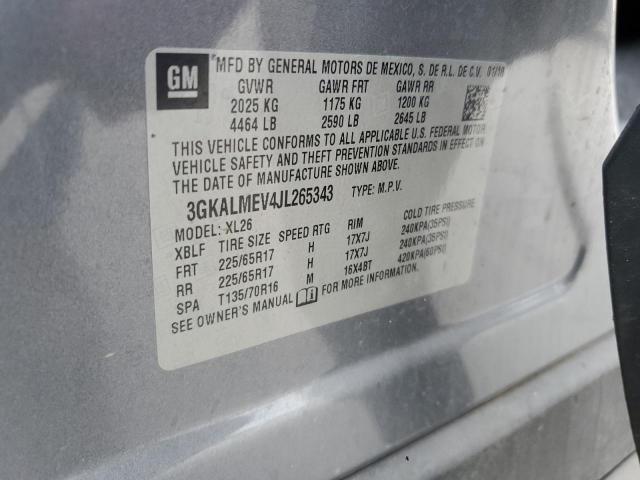 GM
MFD BY GENERAL MOTORS DE MEXICO, S. DE R.L. DE C.V. 01/18
GVWR GAWR FRT GAWR RR
2025 KG 1175 KG 1200 KG
4464 LB 2590 LB 2645 LB
THIS VEHICLE CONFORMS TO ALL APPLICABLE U.S. FEDERAL MOTOR
VEHICLE SAFETY AND THEFT PREVENTION STANDARDS IN EFFECT ON
THE DATE OF MANUFACTURE SHOWN ABOVE.
3GKALMEV4JL265343 TYPE: M.P.V.
MODEL: XL26
XBLF TIRE SIZE SPEED RTG RIM COLD TIRE PRESSURE
FRT 225/65R17 H 17X7J 240KPA(35PSI)
RR 225/65R17 H 17X7J 240KPA(35PSI)
SPA T135/70R16 M 16X4BT 420KPA(60PSI)
SEE OWNER'S MANUAL FOR MORE INFORMATION.